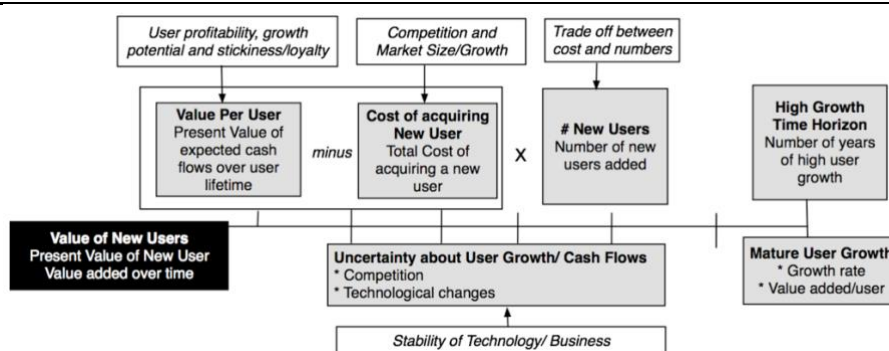 User profitability, growth
potential and stickiness/loyalty
Competition and
Market Size/Growth
Trade off between
cost and numbers
Value Per User
Present Value of
expected cash
flows over user
lifetime
minus
Cost of acquiring
New User
Total Cost of
acquiring a new
user
X
# New Users
Number of new
users added
High Growth
Time Horizon
Number of years
of high user
growth
Value of New Users
Present Value of New User
Value added over time
Uncertainty about User Growth/ Cash Flows
* Competition
* Technological changes
Mature User Growth
* Growth rate
* Value added/user
Stability of Technology/ Business